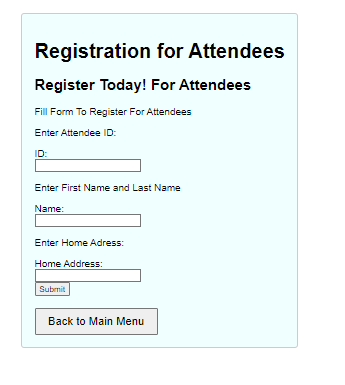 Registration for Attendees
Register Today! For Attendees
Fill Form To Register For Attendees
Enter Attendee ID:
ID:
Enter First Name and Last Name
Name:
Enter Home Adress:
Home Address:
Submit
Back to Main Menu